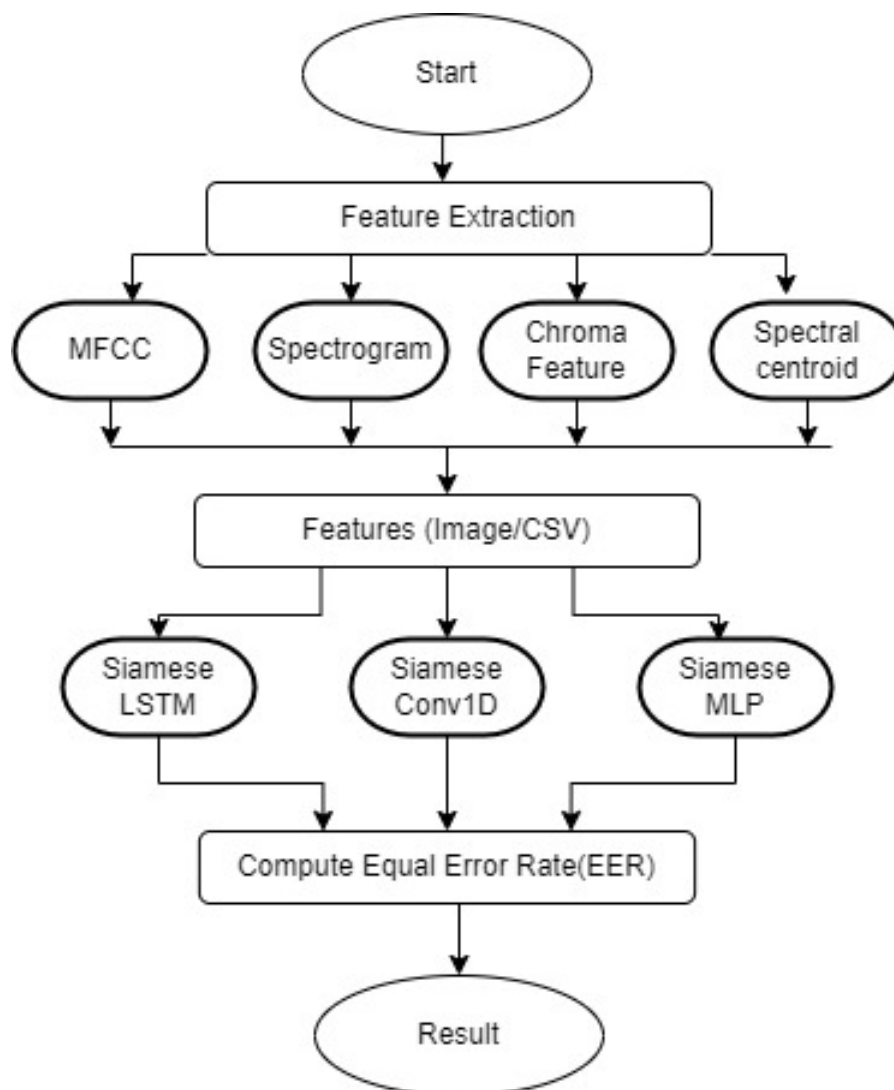 Start
Feature Extraction
MFCC
Spectrogram
Chroma
Feature
Spectral
centroid
Features (Image/CSV)
Siamese
LSTM
Siamese
Conv1D
Siamese
MLP
Compute Equal Error Rate(EER)
Result